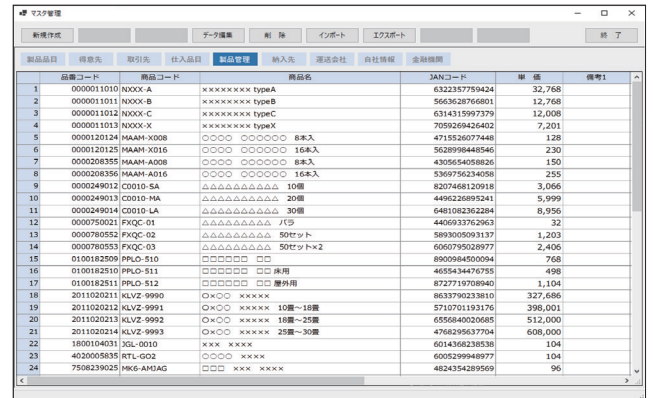 マスタ管理
新規作成 データ編集 削　除 インポート エクスポート 終　了
製品品目 得意先 取引先 仕入品目 製品管理 納入先 運送会社 自社情報 金融機関
品番コード 商品コード 商品名 JANコード 単　価 備考1
1 0000011010 NXXX-A ×××××××× typeA 6322357759424 32,768
2 0000011011 NXXX-B ×××××××× typeB 5663628766801 12,768
3 0000011012 NXXX-C ×××××××× typeC 6314315997379 12,008
4 0000011013 NXXX-X ×××××××× typeX 7059269426402 7,201
5 0000120124 MAAM-X008 ○○○○　○○○○○○　8本入 4715526077448 128
6 0000120125 MAAM-X016 ○○○○　○○○○○○　16本入 5628998448546 230
7 0000208355 MAAM-A008 ○○○○　○○○○○○　8本入 4305654058826 150
8 0000208356 MAAM-A016 ○○○○　○○○○○○　16本入 5369756234058 255
9 0000249012 C0010-SA △△△△△△△△△△　10個 8207468120918 3,066
10 0000249013 C0010-MA △△△△△△△△△△　20個 4496226895241 5,999
11 0000249014 C0010-LA △△△△△△△△△△　30個 6481082362284 8,956
12 0000750021 FXQC-01 △△△△△△△△△　バラ 4406933762963 32
13 0000780552 FXQC-02 △△△△△△△△△　50セット 5893005093137 1,203
14 0000780553 FXQC-03 △△△△△△△△△　50セット×2 6060795028977 2,406
15 0100182509 PPLO-510 □□□□□□　□□ 8900984500094 768
16 0100182510 PPLO-511 □□□□□□　□□ 床用 4655434476755 498
17 0100182511 PPLO-512 □□□□□□　□□ 屋外用 8727719708940 1,104
18 2011020211 KLVZ-9990 ○×○○　××××× 8633790233810 327,686
19 2011020212 KLVZ-9991 ○×○○　×××××　10畳～18畳 5710701193176 398,001
20 2011020213 KLVZ-9992 ○×○○　×××××　18畳～25畳 6556840020685 512,000
21 2011020214 KLVZ-9993 ○×○○　×××××　25畳～30畳 4768295637704 608,000
22 1800104031 JGL-0010 ×××　×××× 6014368238538 104
23 4020005835 RTL-GO2 ○○○○　×××× 6005299948977 104
24 7508239025 MK6-AMJAG □□□　×××　×××× 4824354289569 96